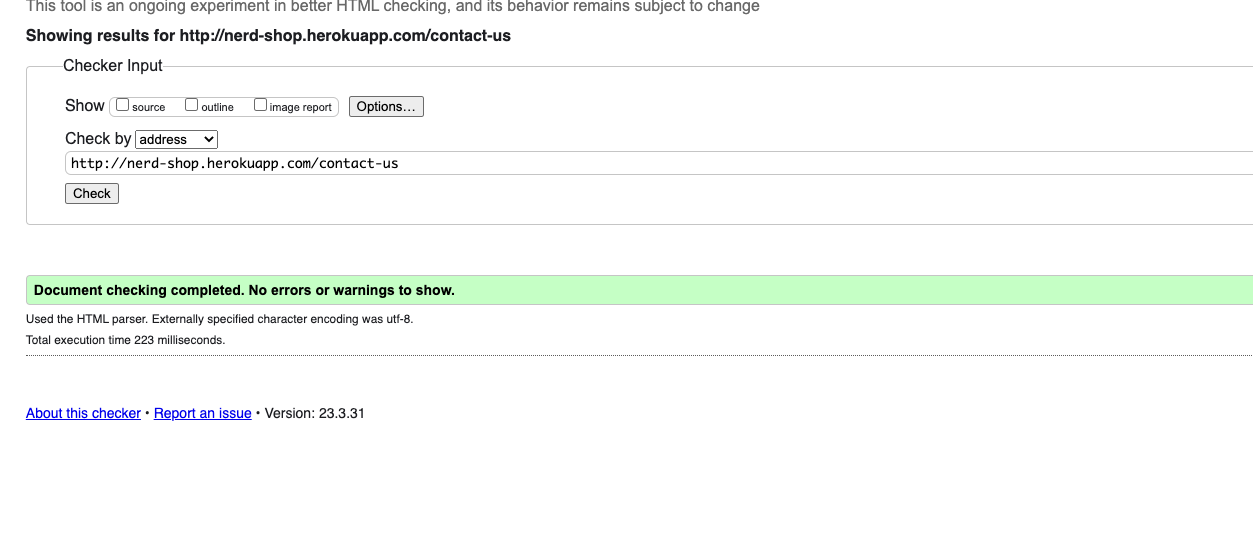 This tool is an ongoing experiment in better HTML checking, and its behavior remains subject to change
Showing results for http://nerd-shop.herokuapp.com/contact-us
Checker Input
Show source outline image report Options...
Check by address
http://nerd-shop.herokuapp.com/contact-us
Check
Document checking completed. No errors or warnings to show.
Used the HTML parser. Externally specified character encoding was utf-8.
Total execution time 223 milliseconds.
About this checker • Report an issue • Version: 23.3.31